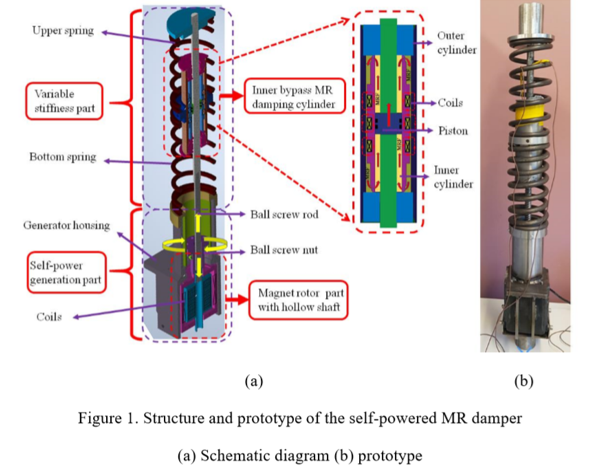 Upper spring
Variable
stiffness part
Bottom spring
Generator housing
Self-power
generation part
Coils
Inner bypass MR
damping cylinder
Ball screw rod
Ball screw nut
Magnet rotor part
with hollow shaft
Outer
cylinder
Coils
Piston
Inner
cylinder
(a)
(b)
Figure 1. Structure and prototype of the self-powered MR damper
(a) Schematic diagram (b) prototype